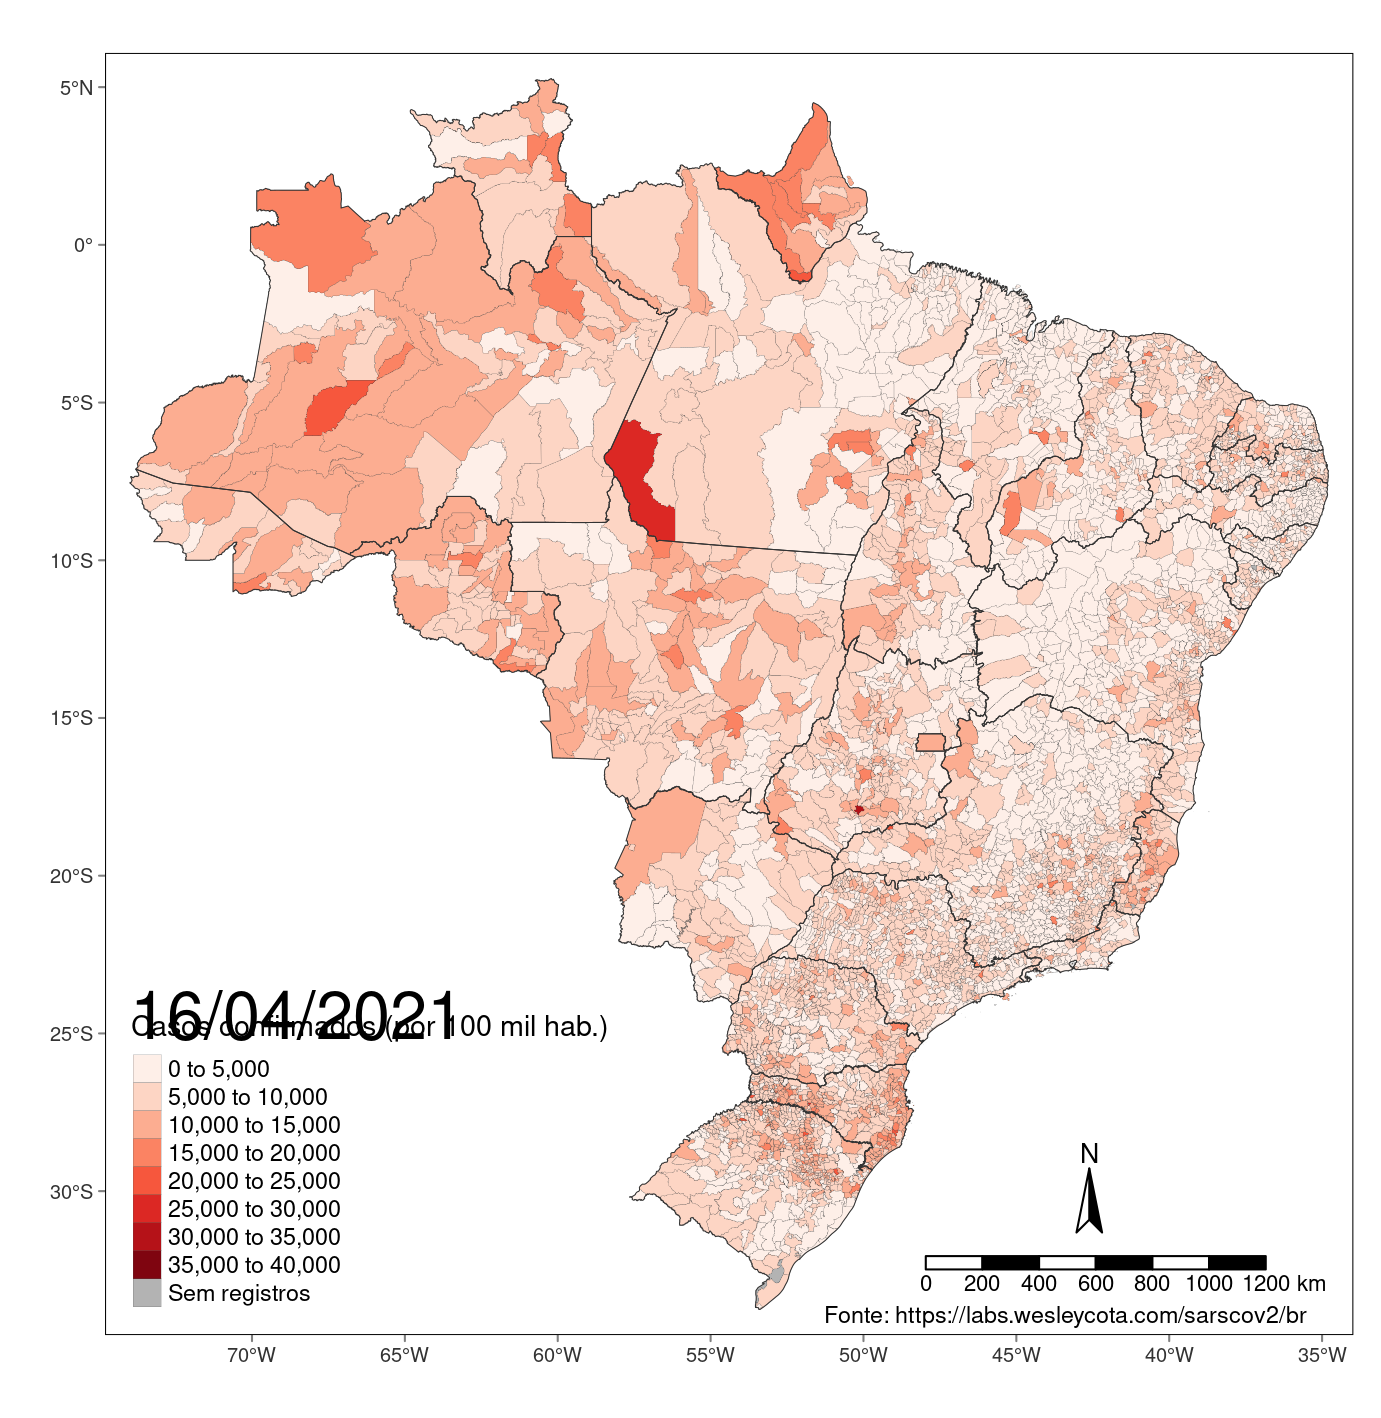 5°N
0°
5°S
10°S
15°S
20°S
25°S
30°S
16/04/2021
Casos confirmados (por 100 mil hab.)
0 to 5,000
5,000 to 10,000
10,000 to 15,000
15,000 to 20,000
20,000 to 25,000
25,000 to 30,000
30,000 to 35,000
35,000 to 40,000
Sem registros
N
0 200 400 600 800 1000 1200 km
Fonte: https://labs.wesleycota.com/sarscov2/br
70°W 65°W 60°W 55°W 50°W 45°W 40°W 35°W